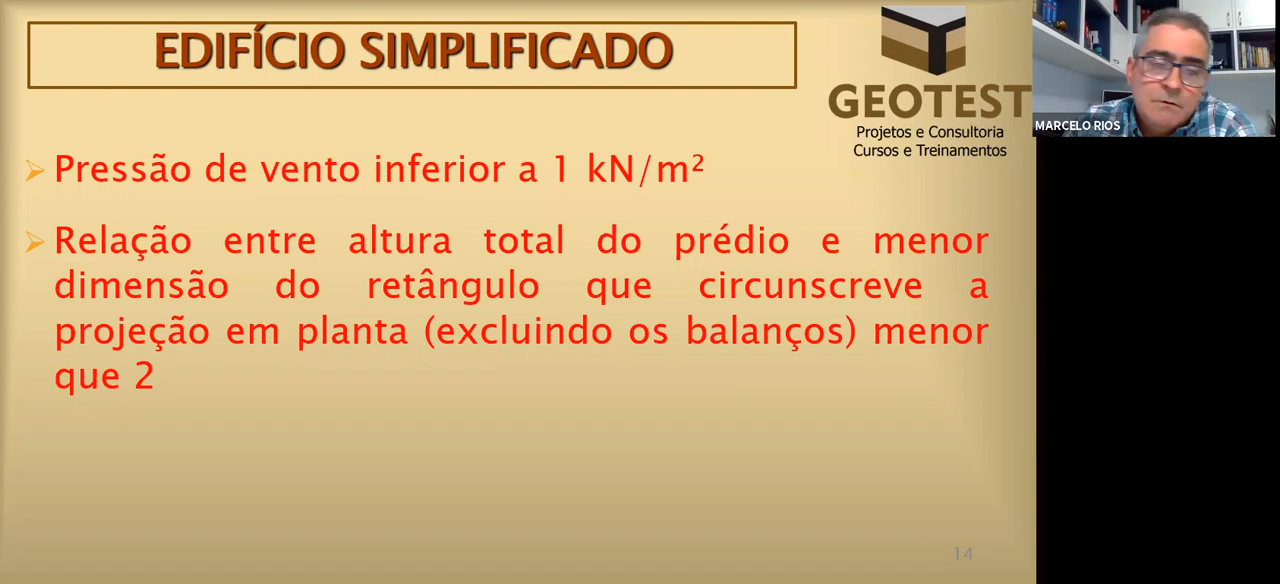 EDIFÍCIO SIMPLIFICADO
GEOTEST
Projetos e Consultoria
Cursos e Treinamentos
MARCELO RIOS
Pressão de vento inferior a 1 kN/m²
Relação entre altura total do prédio e menor
dimensão do retângulo que circunscreve a
projeção em planta (excluindo os balanços) menor
que 2
14